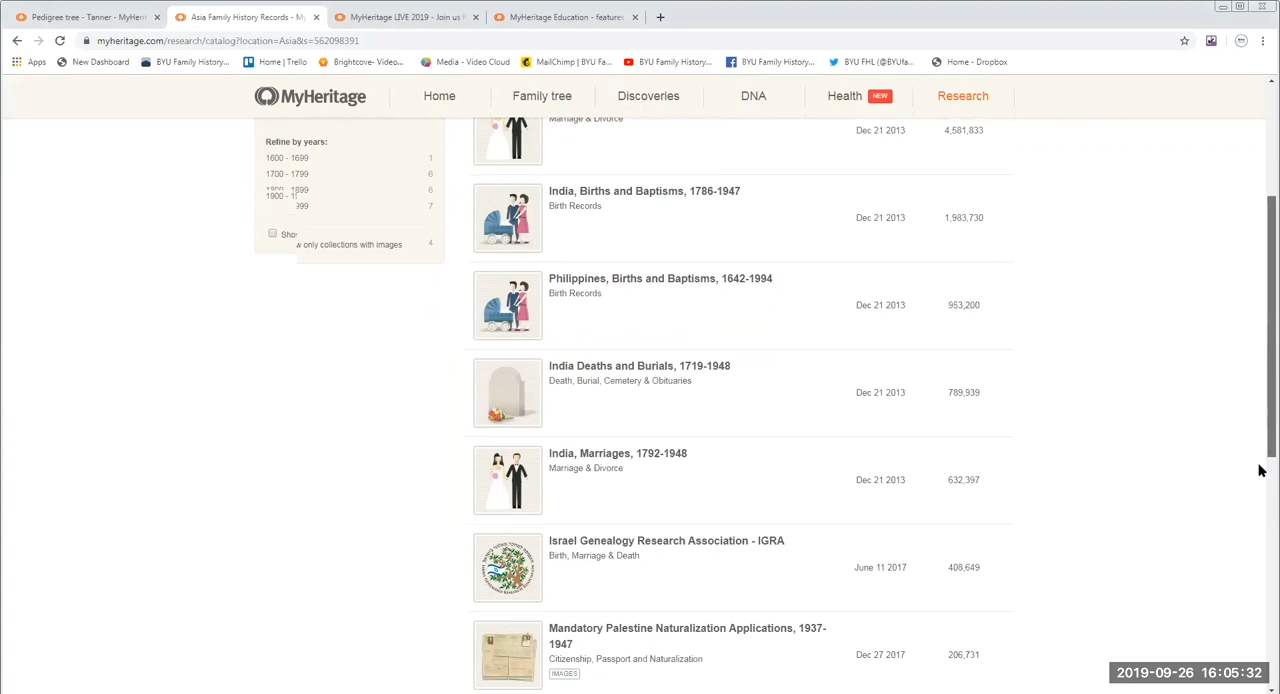 Pedigree tree - Tanner - MyHerit
Asia Family History Records - My
MyHeritage LIVE 2019 - Join us f
MyHeritage Education - features
myheritage.com/research/catalog?location=Asia&s=562098391
Apps
New Dashboard
BYU Family History...
Home | Trello
Brightcove- Video...
Media - Video Cloud
MailChimp | BYU Fa...
BYU Family History...
BYU Family History...
BYU FHL (@BYUfa...
Home - Dropbox
MyHeritage
Home
Family tree
Discoveries
DNA
Health NEW
Research
Marriage & Divorce
Dec 21 2013
4,581,833
Refine by years:
1600 - 1699 1
1700 - 1799 6
1800 - 1899 6
1900 - 1999 7
Show only collections with images 4
India, Births and Baptisms, 1786-1947
Birth Records
Dec 21 2013
1,983,730
Philippines, Births and Baptisms, 1642-1994
Birth Records
Dec 21 2013
953,200
India Deaths and Burials, 1719-1948
Death, Burial, Cemetery & Obituaries
Dec 21 2013
789,939
India, Marriages, 1792-1948
Marriage & Divorce
Dec 21 2013
632,397
Israel Genealogy Research Association - IGRA
Birth, Marriage & Death
June 11 2017
408,649
Mandatory Palestine Naturalization Applications, 1937-
1947
Citizenship, Passport and Naturalization
IMAGES
Dec 27 2017
206,731
2019-09-26 16:05:32